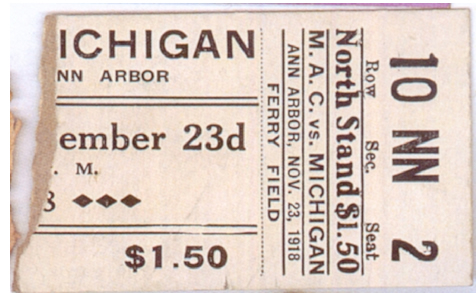 ICHIGAN
NN ARBOR
ember 23d
. M.
8
$1.50
FERRY FIELD
ANN ARBOR, NOV. 23, 1918
M. A. C. vs. MICHIGAN
North Stand $1.50
Row Sec. Seat
10 NN 2